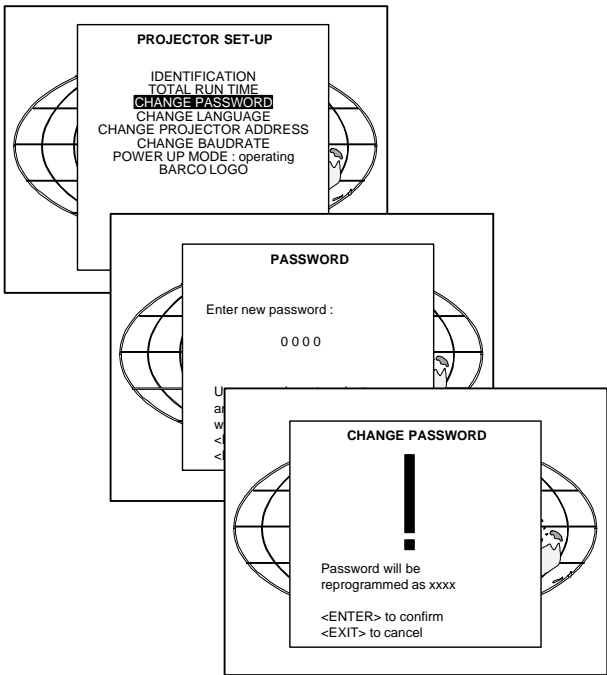 PROJECTOR SET-UP
IDENTIFICATION
TOTAL RUN TIME
CHANGE PASSWORD
CHANGE LANGUAGE
CHANGE PROJECTOR ADDRESS
CHANGE BAUDRATE
POWER UP MODE : operating
BARCO LOGO
PASSWORD
Enter new password :
0 0 0 0
CHANGE PASSWORD
!
Password will be
reprogrammed as xxxx
<ENTER> to confirm
<EXIT> to cancel